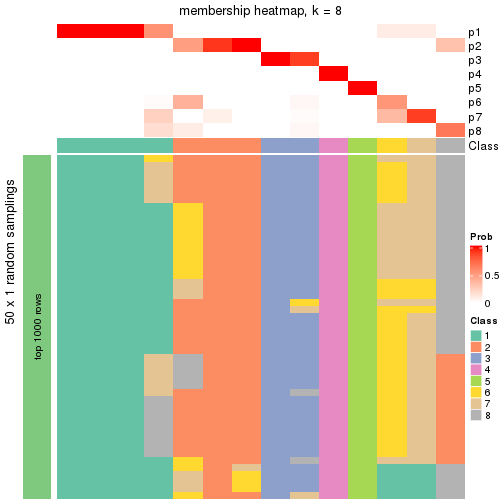 membership heatmap, k = 8
p1
p2
p3
p4
p5
p6
p7
p8
Class
50 x 1 random samplings
top 1000 rows
Prob
1
0.5
0
Class
1
2
3
4
5
6
7
8